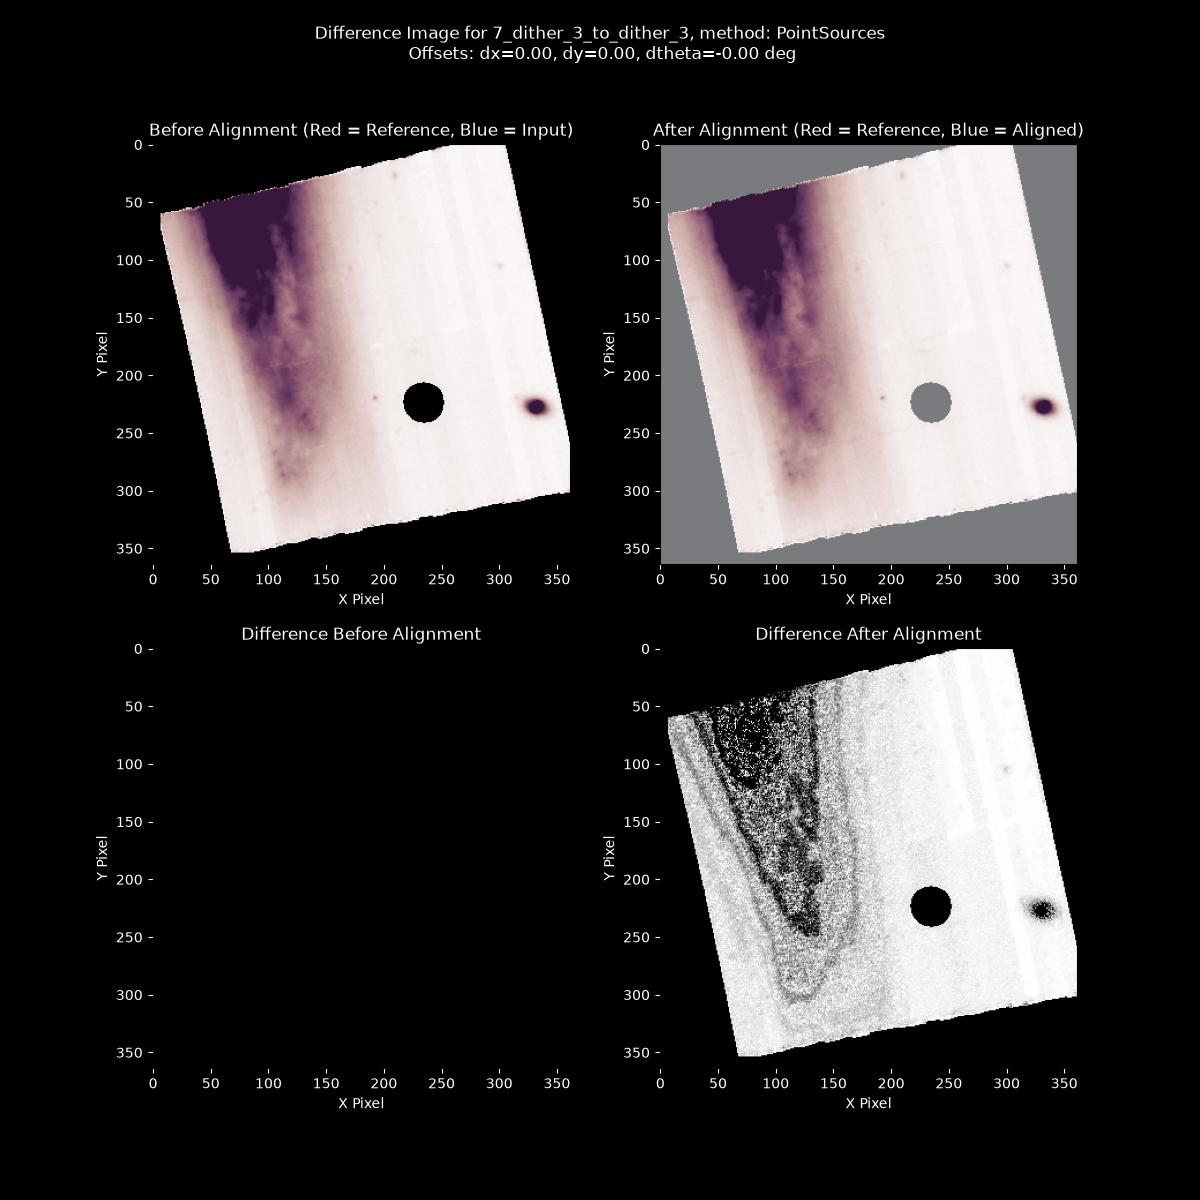 Difference Image for 7_dither_3_to_dither_3, method: PointSources
Offsets: dx=0.00, dy=0.00, dtheta=-0.00 deg
Before Alignment (Red = Reference, Blue = Input)
0
50
100
150
200
250
300
350
Y Pixel
0 50 100 150 200 250 300 350
X Pixel
After Alignment (Red = Reference, Blue = Aligned)
0
50
100
150
200
250
300
350
Y Pixel
0 50 100 150 200 250 300 350
X Pixel
Difference Before Alignment
0
50
100
150
200
250
300
350
Y Pixel
0 50 100 150 200 250 300 350
X Pixel
Difference After Alignment
0
50
100
150
200
250
300
350
Y Pixel
0 50 100 150 200 250 300 350
X Pixel